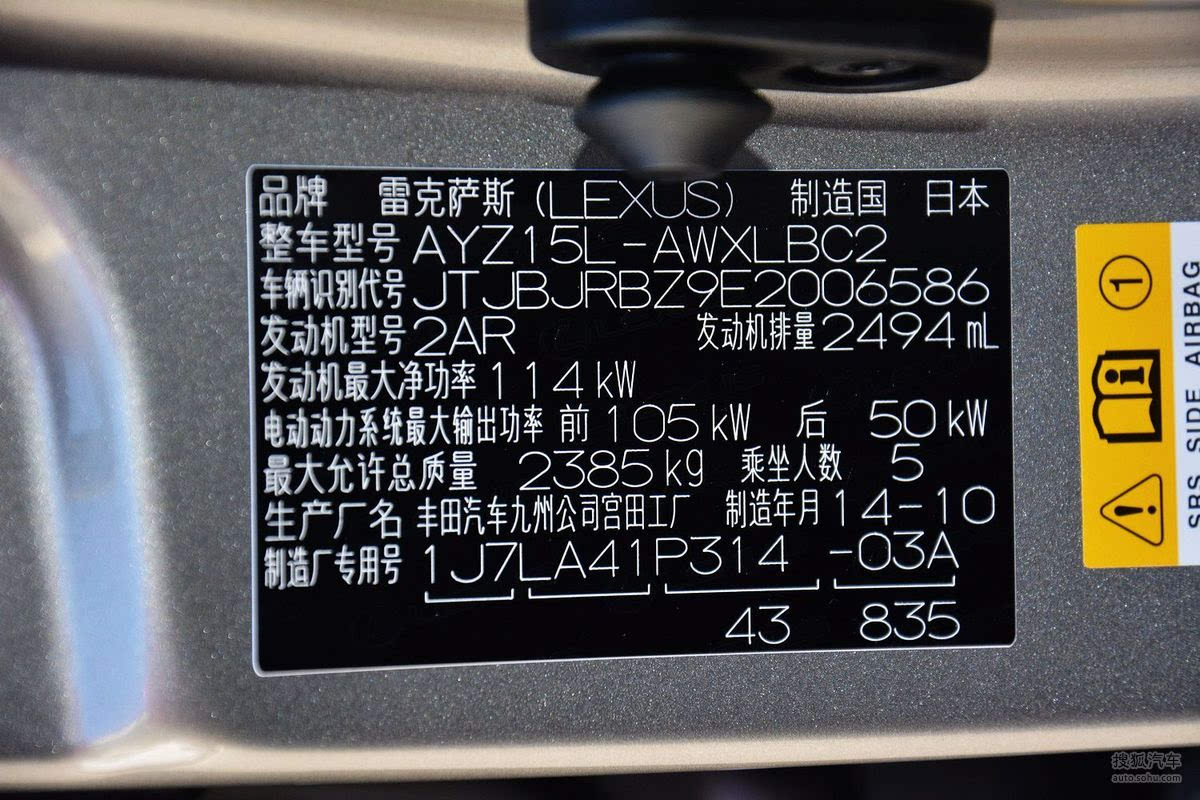 品牌 雷克萨斯 (LEXUS) 制造国 日本
整车型号 AYZ15L-AWXLBC2
车辆识别代号 JTJBJRBZ9E2006586
发动机型号 2AR 发动机排量 2494 mL
发动机最大净功率 114 kW
电动动力系统最大输出功率 前 105 kW 后 50 kW
最大允许总质量 2385 kg 乘坐人数 5
生产厂名 丰田汽车九州公司宫田工厂 制造年月 14-10
制造厂专用号 1J7LA41P314 -03A
43 835
1
i
!
SRS SIDE AIRBAG
搜狐汽车
auto.sohu.com